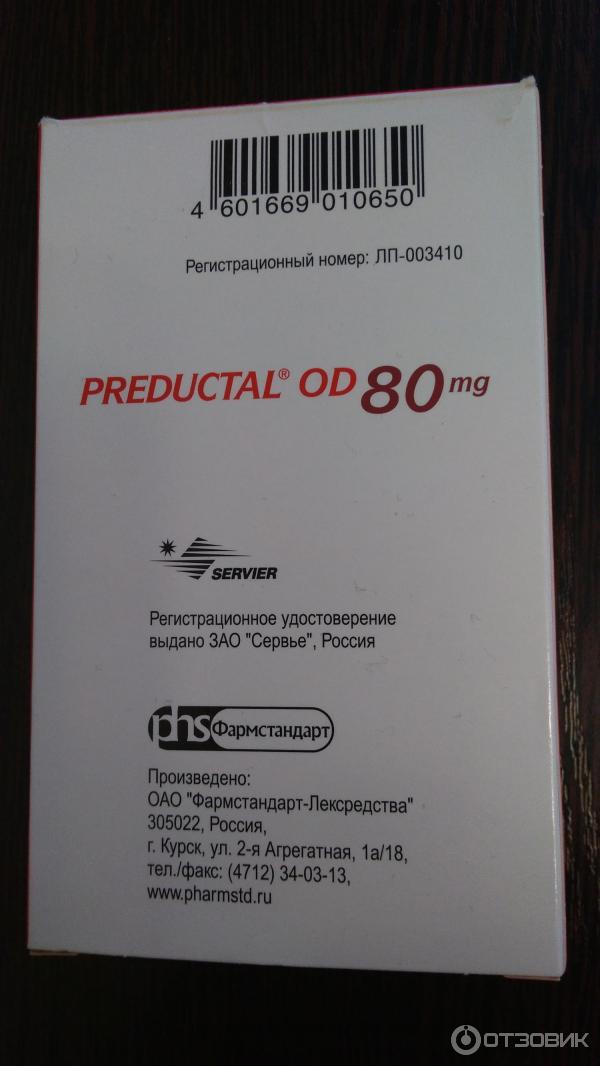 4 601669 010650
Регистрационный номер: ЛП-003410
PREDUCTAL® OD 80 mg
SERVIER
Регистрационное удостоверение
выдано ЗАО "Сервье", Россия
phs Фармстандарт
Произведено:
ОАО "Фармстандарт-Лексредства"
305022, Россия,
г. Курск, ул. 2-я Агрегатная, 1а/18,
тел./факс: (4712) 34-03-13,
www.pharmstd.ru
ОТЗОВИК